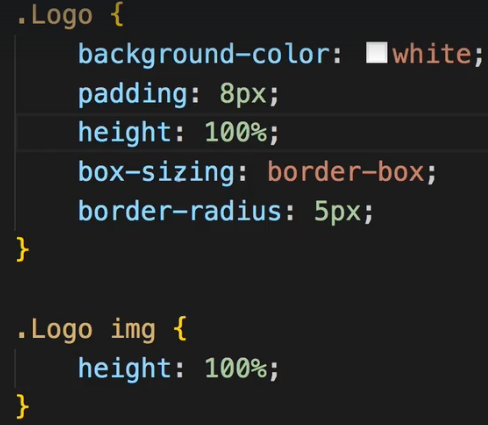 .Logo {
    background-color: white;
    padding: 8px;
    height: 100%;
    box-sizing: border-box;
    border-radius: 5px;
}

.Logo img {
    height: 100%;
}